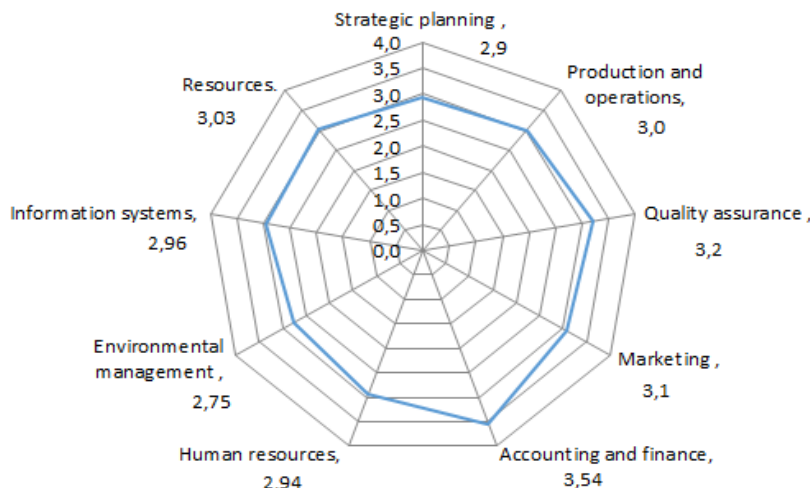 Strategic planning ,
2,9
Production and
operations,
3,0
Quality assurance ,
3,2
Marketing ,
3,1
Accounting and finance,
3,54
Human resources,
2,94
Environmental
management ,
2,75
Information systems,
2,96
Resources.
3,03
4,0
3,5
3,0
2,5
2,0
1,5
1,0
0,5
0,0